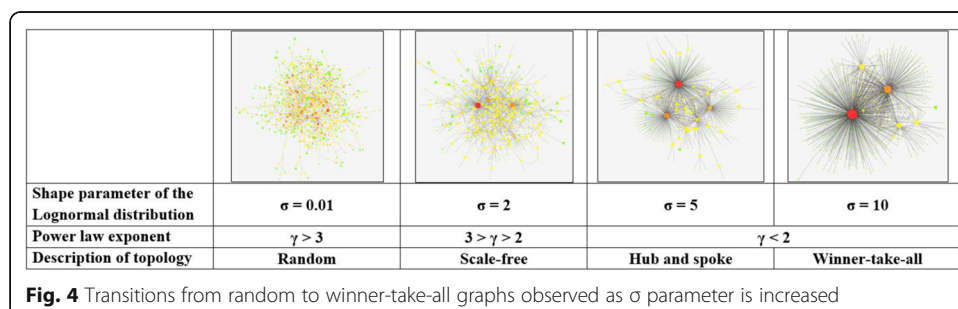 Shape parameter of the
Lognormal distribution
σ = 0.01
σ = 2
σ = 5
σ = 10
Power law exponent
γ > 3
3 > γ > 2
γ < 2
Description of topology
Random
Scale-free
Hub and spoke
Winner-take-all
Fig. 4 Transitions from random to winner-take-all graphs observed as σ parameter is increased